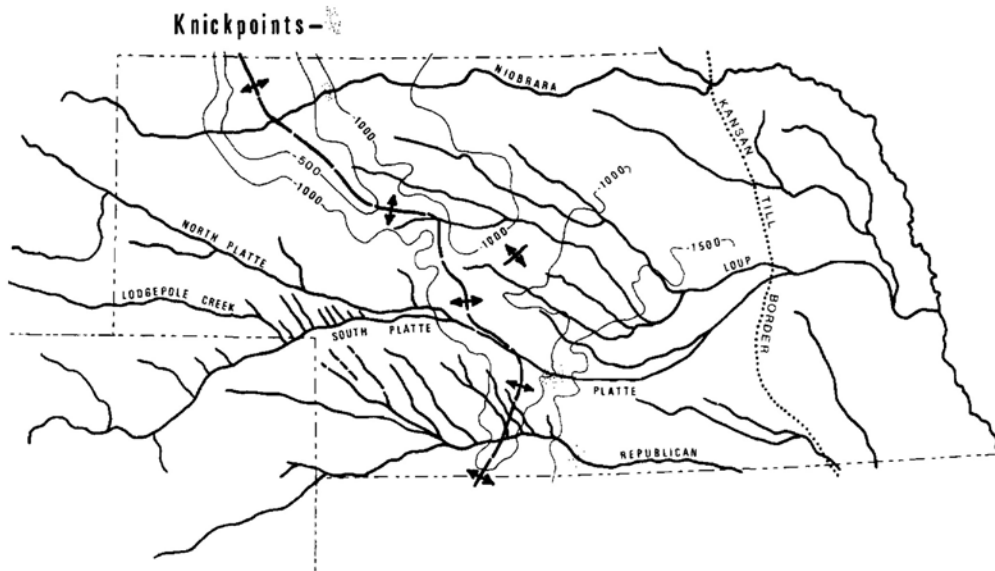 Knickpoints–
NIOBRARA
KANSAN TILL BORDER
-1000
-500
-1000
-1000
-1000
-1500
NORTH PLATTE
LOUP
LODGEPOLE CREEK
SOUTH PLATTE
PLATTE
REPUBLICAN